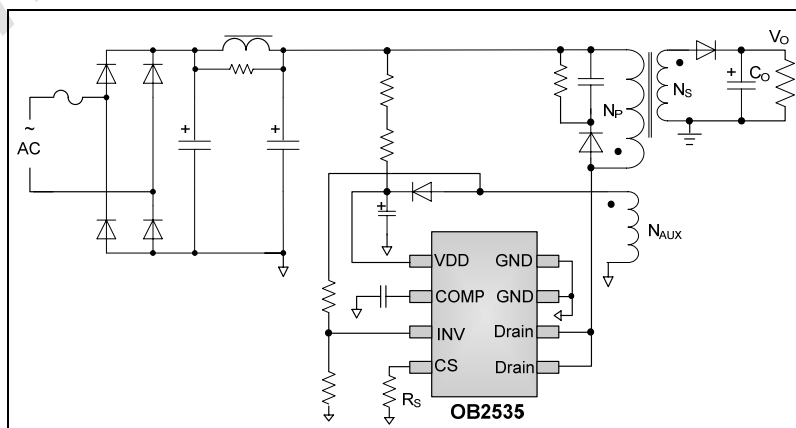 V_O
C_O
N_S
N_P
~
AC
N_AUX
VDD GND
COMP GND
INV Drain
CS Drain
R_S
OB2535